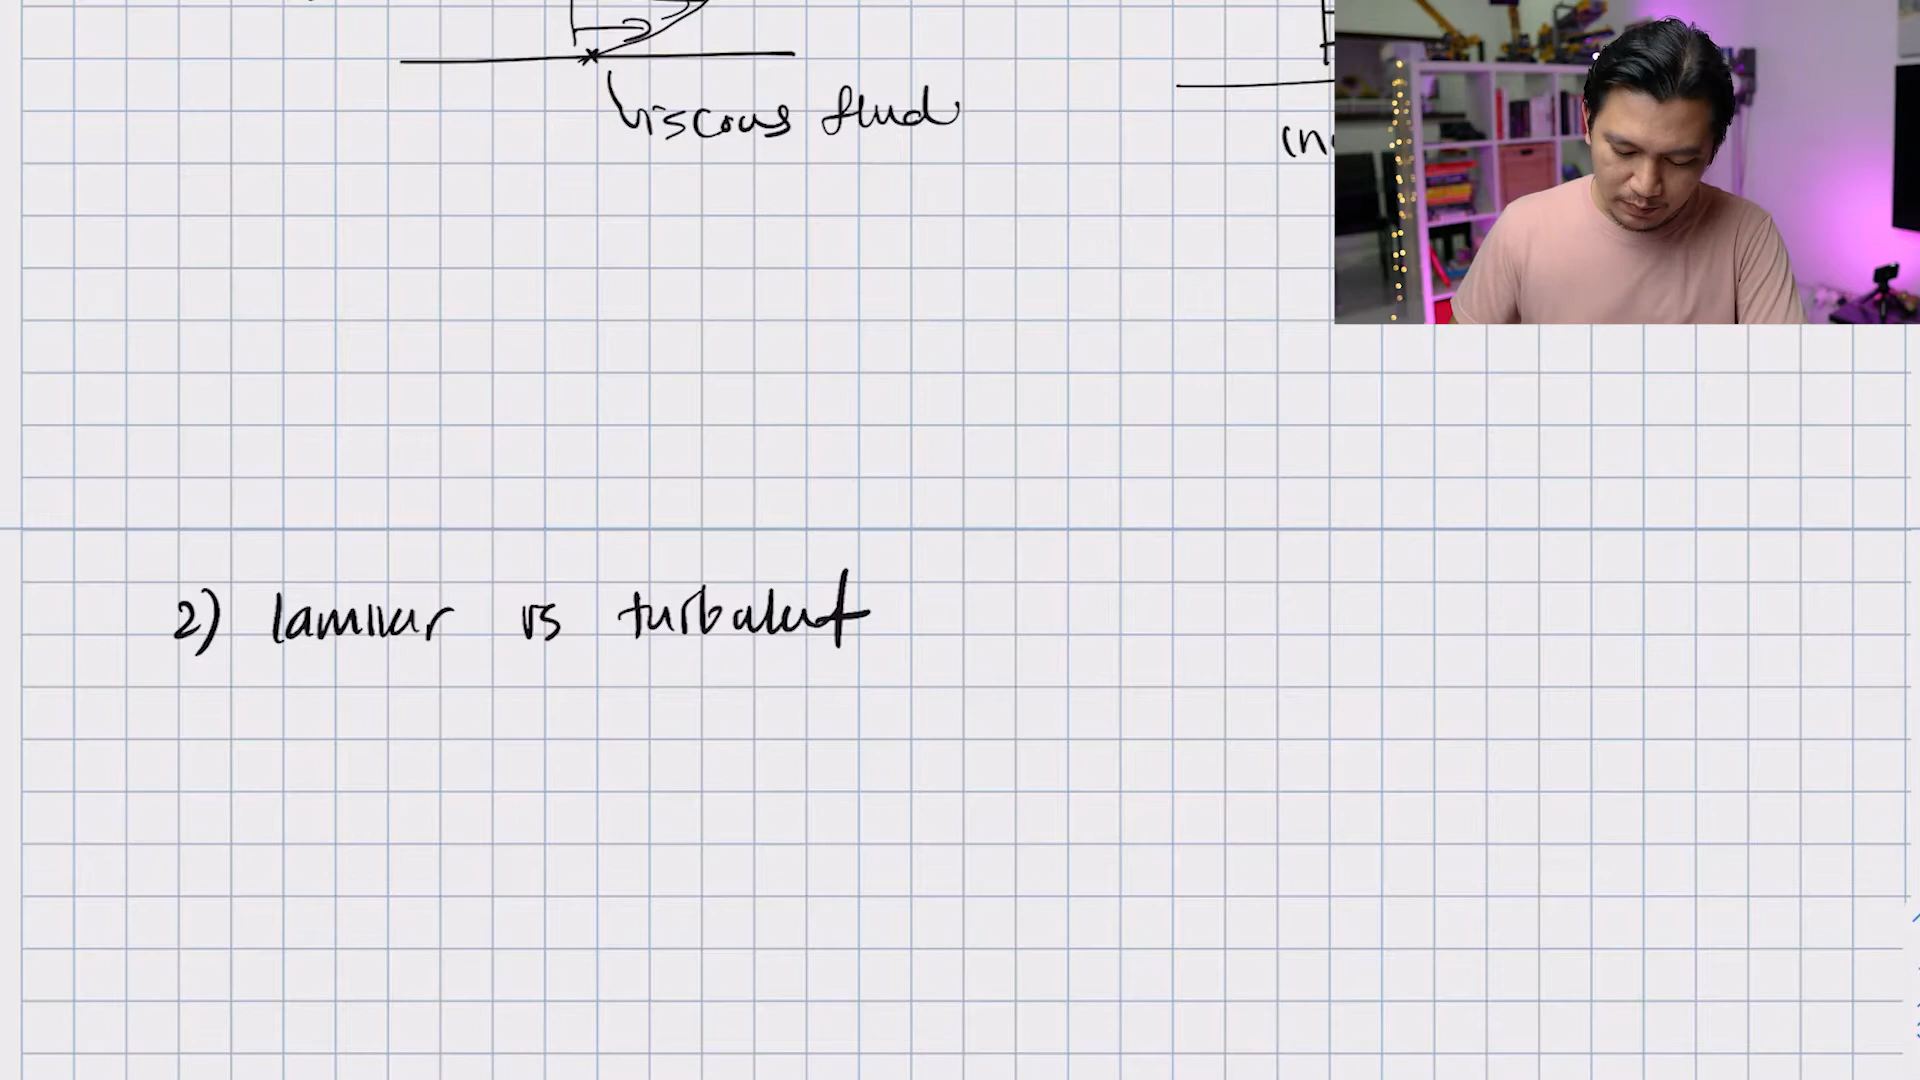 viscous fluid
(n
2) laminar vs turbulent